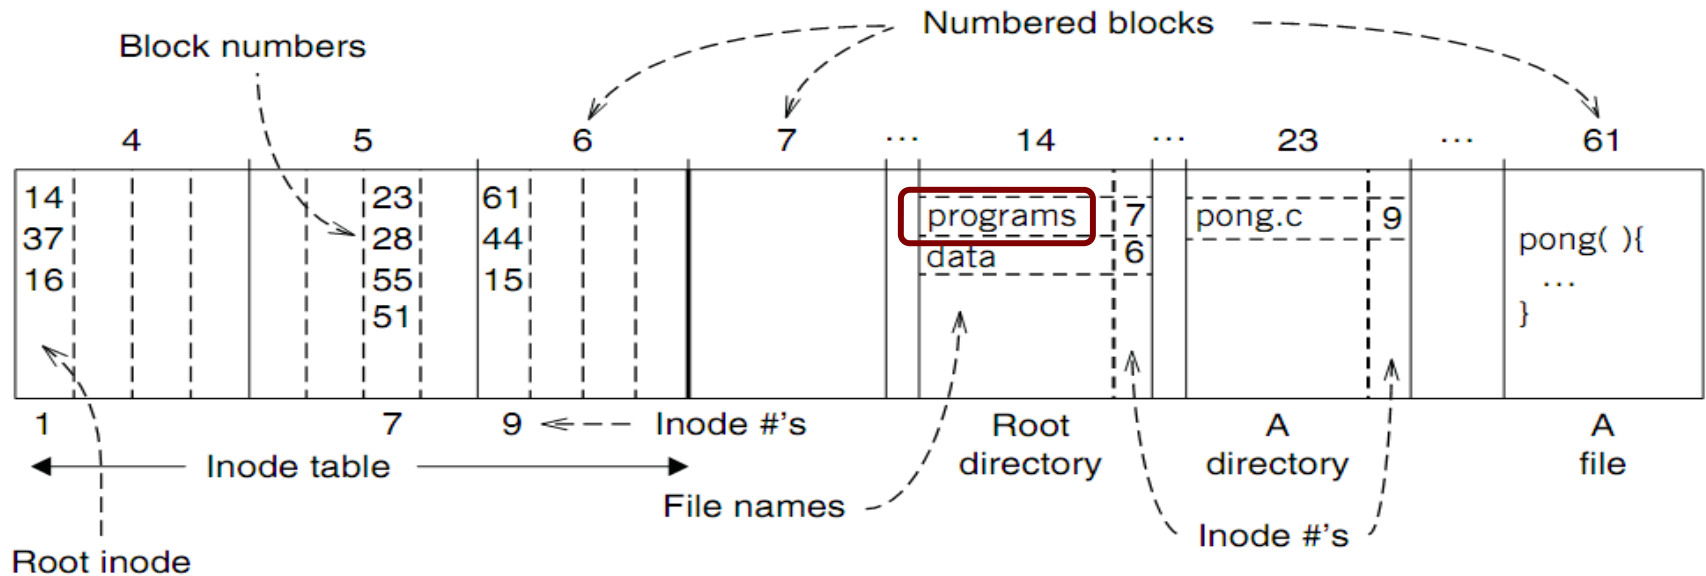 Numbered blocks
Block numbers
4 5 6 7 ... 14 ... 23 ... 61
14 23 61
programs 7 pong.c 9
37 28 44
pong( ){
data 6
16 55 15
...
51
}
1 7 9 Inode #'s Root A A
directory directory file
Inode table
File names
Inode #'s
Root inode